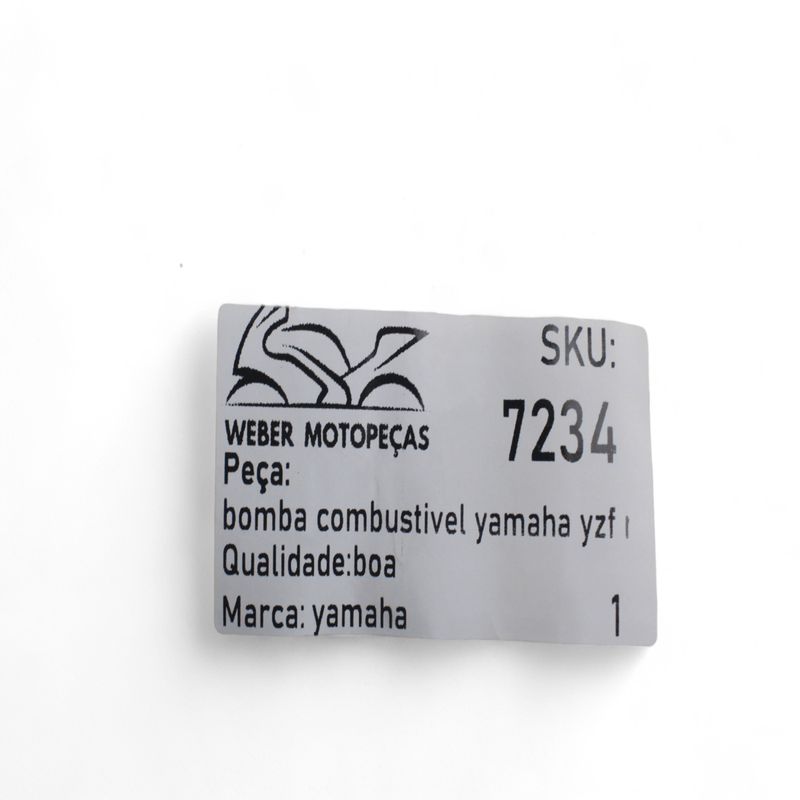 SKU:
7234
WEBER MOTOPEÇAS
Peça:
bomba combustivel yamaha yzf
Qualidade:boa
Marca: yamaha 1